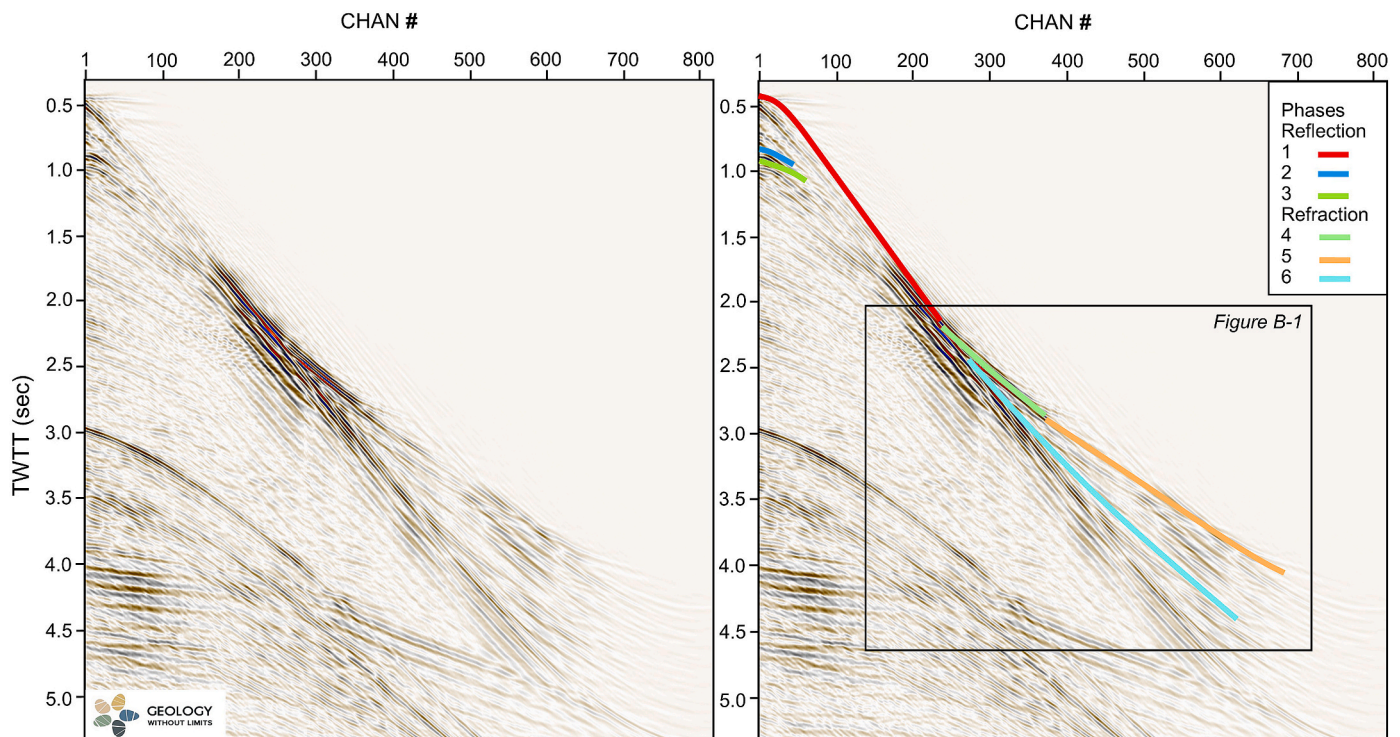 CHAN #
1 100 200 300 400 500 600 700 800
0.5
1.0
1.5
2.0
2.5
3.0
3.5
4.0
4.5
5.0
TWTT (sec)
GEOLOGY
WITHOUT LIMITS
CHAN #
1 100 200 300 400 500 600 700 800
0.5
1.0
1.5
2.0
2.5
3.0
3.5
4.0
4.5
5.0
Phases
Reflection
1
2
3
Refraction
4
5
6
Figure B-1